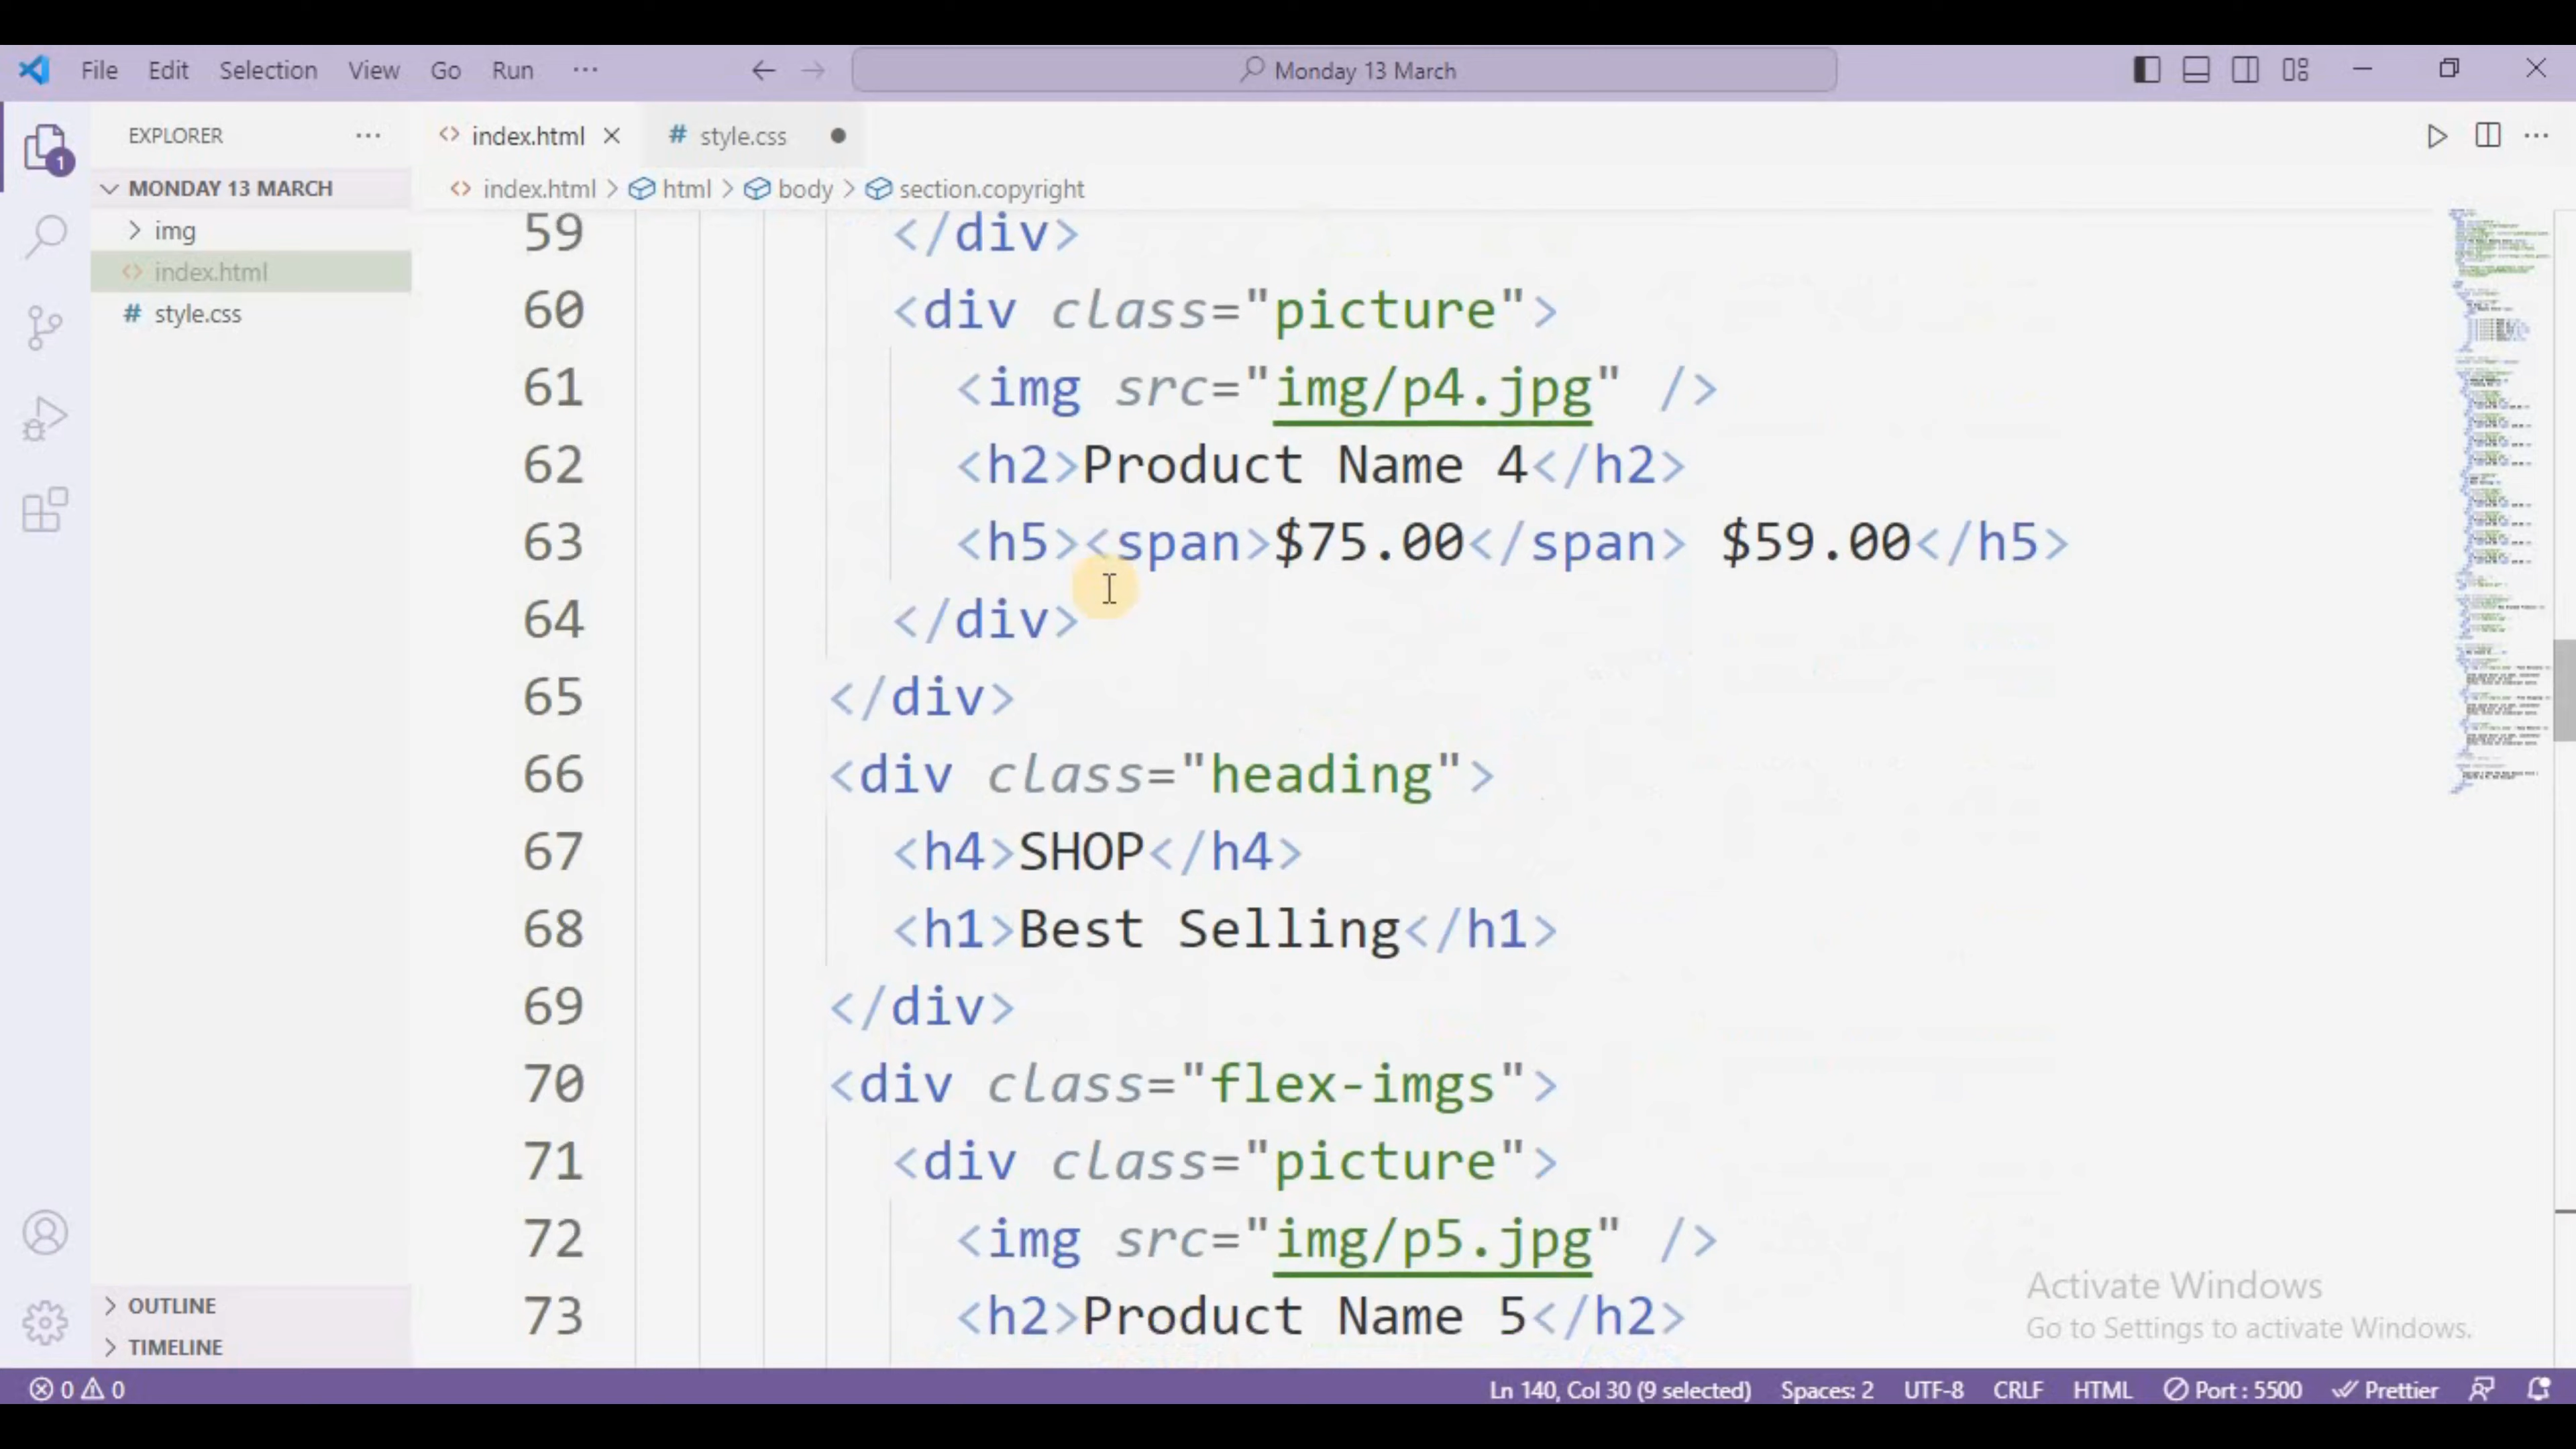 File Edit Selection View Go Run ··· Monday 13 March
EXPLORER ···
index.html
# style.css
MONDAY 13 MARCH
index.html > html > body > section.copyright
img
index.html
# style.css
1
59 </div>
60 <div class="picture">
61 <img src="img/p4.jpg" />
62 <h2>Product Name 4</h2>
63 <h5><span>$75.00</span> $59.00</h5>
64 </div>
65 </div>
66 <div class="heading">
67 <h4>SHOP</h4>
68 <h1>Best Selling</h1>
69 </div>
70 <div class="flex-imgs">
71 <div class="picture">
72 <img src="img/p5.jpg" />
73 <h2>Product Name 5</h2>
OUTLINE
TIMELINE
Activate Windows
Go to Settings to activate Windows.
0 0 Ln 140, Col 30 (9 selected) Spaces: 2 UTF-8 CRLF HTML Port : 5500 Prettier